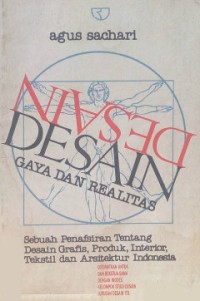 agus sachari
DESAIN
DESAIN
GAYA DAN REALITAS
Sebuah Penafsiran Tentang
Desain Grafis, Produk, Interior,
Tekstil dan Arsitektur Indonesia